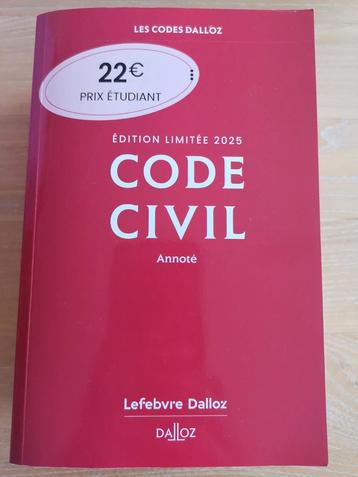 LES CODES DALLOZ
22€
PRIX ÉTUDIANT
ÉDITION LIMITÉE 2025
CODE
CIVIL
Annoté
Lefebvre Dalloz
DALLOZ